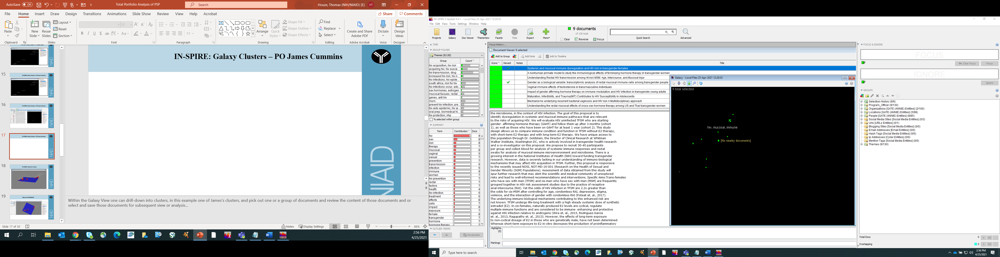 AutoSave Off
Total Portfolio Analysis of PSP
Search
Houze, Thomas (NIH/NIAID) [E] HT
File Home Insert Draw Design Transitions Animations Slide Show Review View Help Acrobat
Share Comments
Paste
New Slide
Reuse Slides
Layout
Reset
Section
12
Arrange
Quick Styles
Shape Fill
Shape Outline
Shape Effects
Find
Replace
Select
Create and Share Adobe PDF
Dictate
Design Ideas
Clipboard Slides Font Paragraph Drawing Editing Adobe Acrobat Voice Designer
15
16
17
18
19
IN-SPIRE: Galaxy Clusters – PO James Cummins
NIAID
Within the Galaxy View one can drill-down into clusters, in this example one of James's clusters, and pick out one or a group of documents and review the content of those documents and or
select and save those documents for subsequent view or analysis...
Slide 17 of 30
Notes Display Settings 88%
2:56 PM
4/25/2021
IN-SPIRE 5 Update 9.4.1 - Local Files 25-Apr-2021 12:20:33
File Edit View Tools Settings Window Help
Projects Galaxy Doc Viewer ThemeView Facets Time Export More*
9 documents
of 130 total
Clear Reverse Focus
Quick Search
Advanced
TIME
GROUP FOLDER
Themes (9/130)
Group Count
hiv acquisition, hiv risk
acquiring hiv, hiv susce...
hiv transmission, drug
increased hiv risk, hiv n...
hiv infections, hiv epide...
south africa, risk for hiv
hiv infections occur, ado...
sex hormones, estrogen
mucosal tissues, rectal ...
genes, anti hiv
msm
prevent hiv infection, pre...
hiv aids epidemic, hiv ai...
oral prep, biomedical hi...
hiv protection, nhp
% selected within group
SUMMARY
Term Contribution Docs
hiv 9
sex 8
risk 8
therapy 7
mucosal 8
vaginal 5
sexual 7
prevention 7
transmission 6
infection 6
immune 9
women 7
hiv prevention 7
rectal 7
factors 7
health 4
hiv infection 6
treatment 6
effects 8
cells 7
impact 8
exposure 7
female 8
transgender 7
hormone 7
hormone therapy 7
OUTLIER TERMS
Recalculate
Focus history...
Document Viewer: 9 selected
Add to Group Add Note Add to Timeline
Score Viewed Notes Title
Systemic and mucosal immune dysregulation and HIV risk in transgender females
A nonhuman primate model to study the immunological effects of feminizing hormone therapy in transgender women
Understanding Rectal HIV transmission among At-risk MSM: Age, Intercourse, and Mucosal Injur
Gender as a biological variable: transcriptomic analysis of rectal mucosal immune cells among transgender people
Vaginal immune effects of testosterone in transmasculine individuals
Impact of gender affirming hormone therapy on immune modulation and HIV infection in transgender young adults
Maturation, Infectibility, and Trauma(MIT) Contributes to HIV Susceptibility in Adolescents
Mechanisms underlying recurrent bacterial vaginosis and HIV risk A Multidisciplinary approach
Understanding the rectal mucosal effects of cross-sex hormone therapy among US and Thai transgender women
the microbiome, in the context of HIV infection. The goal of this proposal is to
identify dysregulation in systemic and mucosal immune pathways that are relevant
to the risks of acquiring HIV. We will evaluate HIV uninfected TFSM who are starting
gender- affirming hormone therapy (GAHT) and follow them up after 3 months (cohort
1), as well as those who have been on GAHT for at least 1 year (cohort 2). This study
design allows us to compare immune condition and function in TFSM without E2 therapy,
with short-term E2 therapy and with long-term E2 therapy. We have unique access to
this population through Dr. Goldstein, the Director of Clinical Research at Whitman
Walker Institute, Washington DC, who is actively involved in transgender health research
and a co-investigator on this proposal. We propose to recruit 30-40 participants
per group and collect blood for analysis of systemic immune responses and rectal
swabs for analysis of mucosal immune microenvironment and microbiome. There is a
growing interest in the National Institutes of Health (NIH) toward funding transgender
research. However, data is severely lacking in our understanding of immuno-biological
mechanisms that may affect HIV acquisition in TFSM. Further, this proposal is responsive
to the recently issued NOSI, NOT-MD-19-001 (Research on the Health of Sexual and
Gender Minority (SGM) Populations). Assessment of data obtained from this study will
spur further research that may alert the scientific and medical community of unexplored
risks and lead to well-informed recommendations and interventions. Specific Aims:Trans-females
who have sex with men (TFSM) and cis-men who have sex with men (MSM) are frequently
grouped together in HIV risk assessment studies due to the practice of receptive
anal intercourse (RAI). Yet the odds of HIV infection in TFSM are 2.2x greater than
the odds for cis-MSM after controlling for age, condomless RAI, depression, stigma,
violence, and the interaction of gender with condomless RAI (Poteat et. al., 2017).
The underlying immuno-biological mechanisms contributing to this enhanced risk are
not known. TFSM undergo life-long treatment with a high steady systemic dose of synthetic
estradiol (E2). In cis-females, naturally produced E2 levels are cyclical, regulate
multiple immune functions and are considered to be immune- enhancing and protective
against HIV infection relative to androgens (Wira et. al., 2015, Rodriguez-Garcia
et. al., 2013, Ragupathy et. al., 2013). However, the effects of long-term exposure
to non-cyclical dosage of E2 in those who are genetically male, have not been determined.
Whereas short-term exposure to E2 in-vitro decreases the production of proinflammatory
Highlights (0)
Markings
Galaxy - Local Files 25-Apr-2021 12:20:33
9 total selected
hiv, mucosal, immune
[No nearby documents]
FOCUS & IGNORE
FOCUS
Clear Focus Focus
IGNORE
Ignore
GROUPS
Selection History (9/9)
Program_Officer (9/130)
Organizations [GATE (ANNIE) Entities] (2/100)
Locations [GATE (ANNIE) Entities] (5/98)
People [GATE (ANNIE) Entities] (8/85)
Social Media Sites [Social Media Entities] (0/3)
Urls [URLs Entities] (0/1)
Blogging Sites [Social Media Entities] (0/0)
Email Addresses [Email Entities] (0/0)
Hash Tags [Social Media Entities] (0/0)
Ip Addresses [Cyber Entities] (0/0)
Mention Tags [Social Media Entities] (0/0)
Themes (9/130)
Total Docs 0 + Sel -
Overlapping 0 + Sel -
Type here to search
2:56 PM
4/25/2021